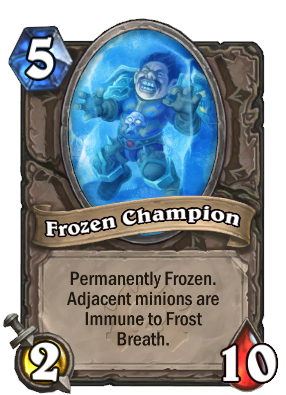 5
Frozen Champion
Permanently Frozen.
Adjacent minions are
Immune to Frost
Breath.
2
10